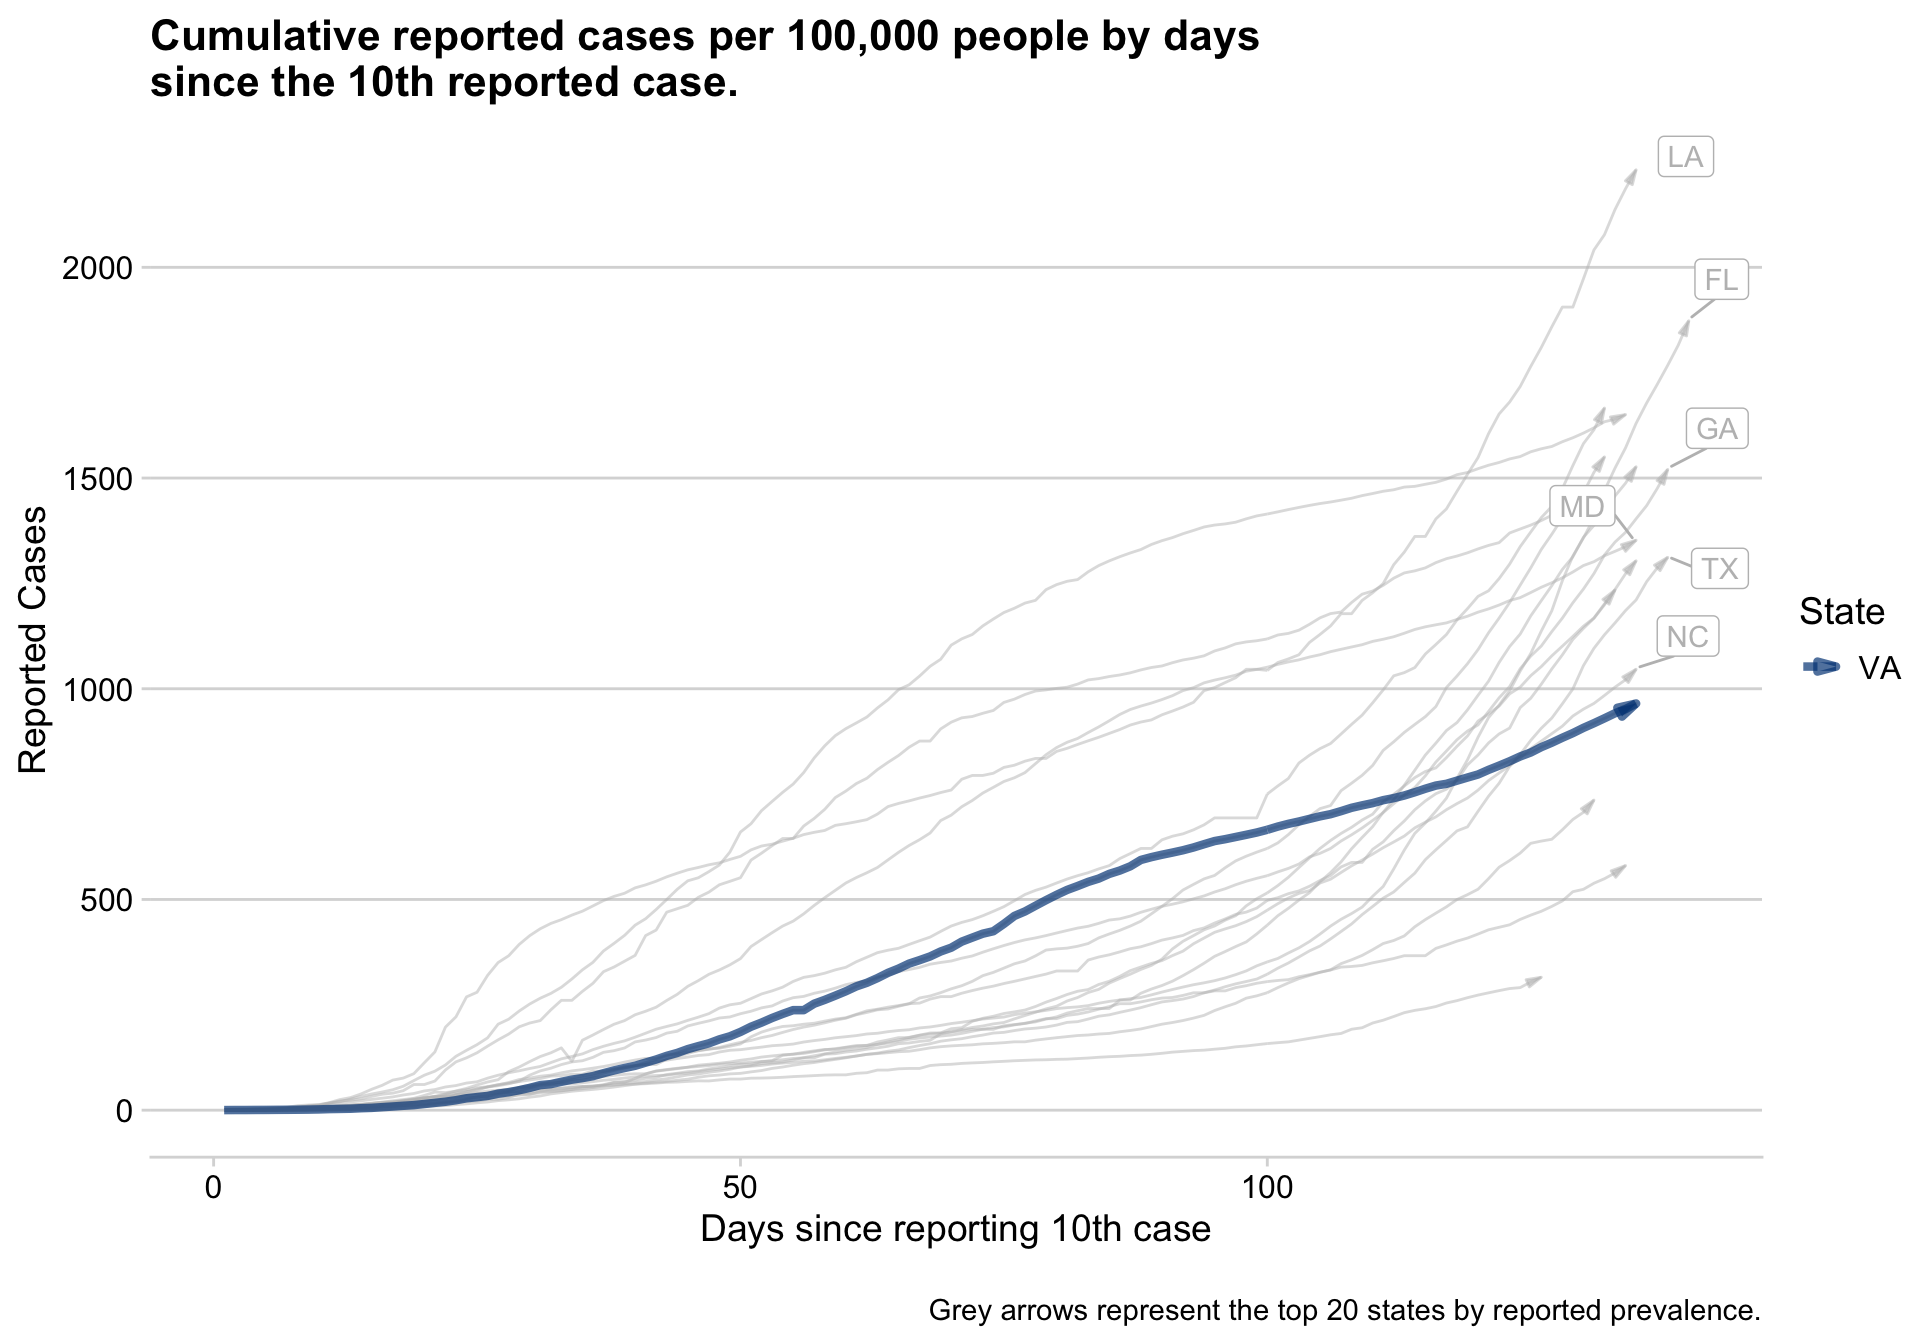 Cumulative reported cases per 100,000 people by days
since the 10th reported case.
LA
2000
FL
GA
1500
MD
TX
Reported Cases
State
NC
VA
1000
500
0
0 50 100
Days since reporting 10th case
Grey arrows represent the top 20 states by reported prevalence.